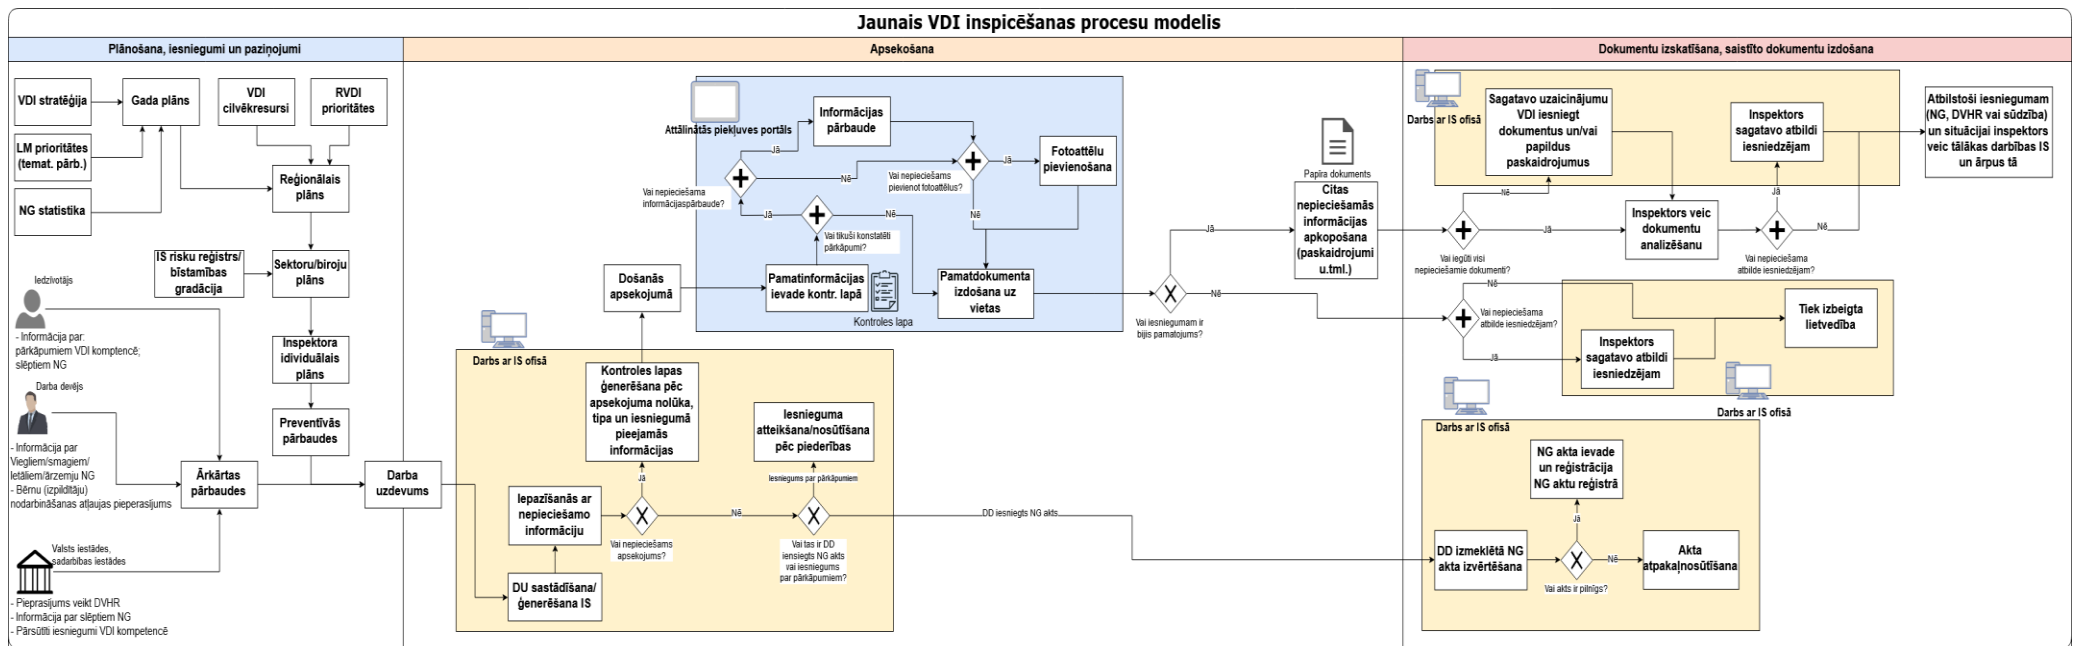 Jaunais VDI inspicēšanas procesu modelis
Plānošana, iesniegumi un paziņojumi
Apsekošana
Dokumentu izskatīšana, saistīto dokumentu izdošana
VDI stratēģija
Gada plāns
VDI
cilvēkresursi
RVDI
prioritātes
LM prioritātes
(temat. pārb.)
Reģionālais
plāns
NG statistika
IS risku reģistrs/
bīstamības
gradācija
Sektoru/biroju
plāns
Iedzīvotājs
- Informācija par:
pārkāpumiem VDI komptencē;
slēptiem NG
Inspektora
idividuālais
plāns
Darba devējs
Preventīvās
pārbaudes
- Informācija par
Viegliem/smagiem/
letāliem/ārzemju NG
- Bērnu (izpildītāju)
nodarbināšanas atļaujas pieperasījums
Ārkārtas
pārbaudes
Darba
uzdevums
Valsts iestādes,
sadarbības iestādes
- Pieprasījums veikt DVHR
- Informācija par slēptiem NG
- Pārsūtīti iesniegumi VDI kompetencē
Darbs ar IS ofisā
DU sastādīšana/
ģenerēšana IS
Iepazīšanās ar
nepieciešamo
informāciju
Vai nepieciešams
apsekojums?
Jā
Nē
Kontroles lapas
ģenerēšana pēc
apsekojuma nolūka,
tipa un iesniegumā
pieejamās
informācijas
Iesnieguma
atteikšana/nosūtīšana
pēc piederības
Iesniegums par pārkāpumiem
Vai tas ir DD
iensiegts NG akts
vai iesniegums
par pārkāpumiem?
DD iesniegts NG akts
Došanās
apsekojumā
Attālinātās piekļuves portāls
Pamatinformācijas
ievade kontr. lapā
Kontroles lapa
Vai tikuši konstatēti
pārkāpumi?
Jā
Nē
Vai nepieciešama
informācijaspārbaude?
Jā
Nē
Informācijas
pārbaude
Vai nepieciešams
pievienot fotoattēlus?
Jā
Nē
Fotoattēlu
pievienošana
Pamatdokumenta
izdošana uz
vietas
Vai iesniegumam ir
bijis pamatojums?
Jā
Nē
Papīra dokuments
Citas
nepieciešamās
informācijas
apkopošana
(paskaidrojumi
u.tml.)
Darbs ar IS ofisā
Vai iegūti visi
nepieciešamie dokumenti?
Nē
Jā
Sagatavo uzaicinājumu
VDI iesniegt
dokumentus un/vai
papildus
paskaidrojumus
Inspektors veic
dokumentu
analizēšanu
Vai nepieciešama
atbilde iesniedzējam?
Jā
Nē
Inspektors
sagatavo atbildi
iesniedzējam
Atbilstoši iesniegumam
(NG, DVHR vai sūdzība)
un situācijai inspektors
veic tālākas darbības IS
un ārpus tā
Vai nepieciešama
atbilde iesniedzējam?
Nē
Jā
Inspektors
sagatavo atbildi
iesniedzējam
Tiek izbeigta
lietvedība
Darbs ar IS ofisā
Darbs ar IS ofisā
DD izmeklētā NG
akta izvērtēšana
Vai akts ir pilnīgs?
Jā
Nē
NG akta ievade
un reģistrācija
NG aktu reģistrā
Akta
atpakaļnosūtīšana